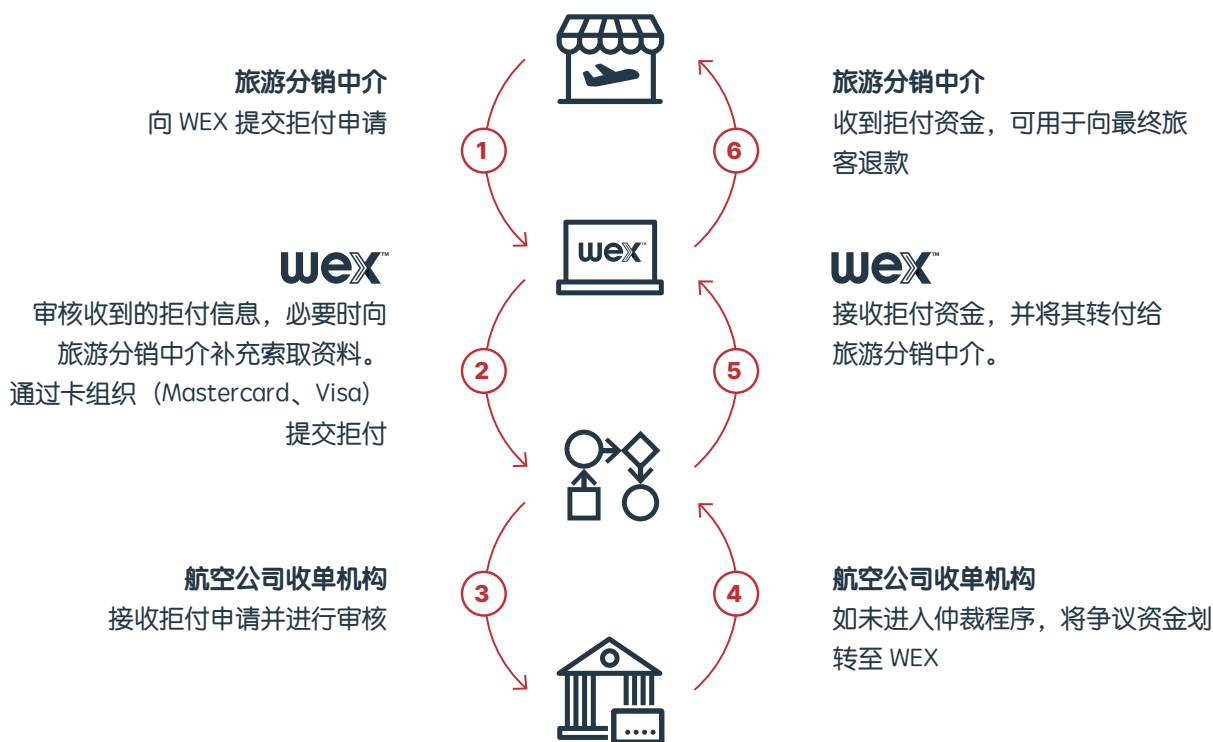 旅游分销中介
向 WEX 提交拒付申请
1
旅游分销中介
收到拒付资金，可用于向最终旅
客退款
6
wex™
wex™
审核收到的拒付信息，必要时向
旅游分销中介补充索取资料。
通过卡组织（Mastercard、Visa）
提交拒付
2
wex™
接收拒付资金，并将其转付给
旅游分销中介。
5
航空公司收单机构
接收拒付申请并进行审核
3
航空公司收单机构
如未进入仲裁程序，将争议资金划
转至 WEX
4